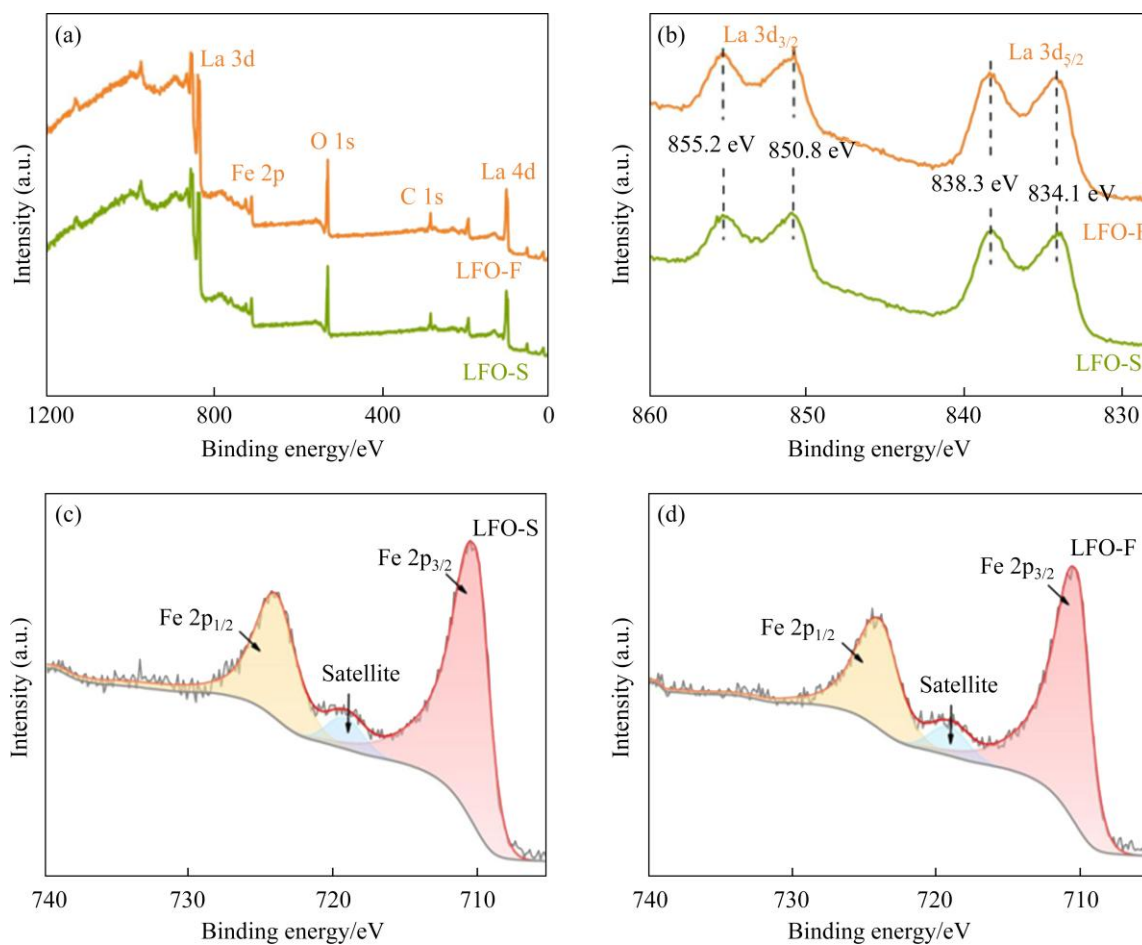 (a)
La 3d
Fe 2p
O 1s
C 1s
La 4d
LFO-F
LFO-S
Intensity (a.u.)
1200 800 400 0
Binding energy/eV
(b)
La 3d3/2
La 3d5/2
855.2 eV
850.8 eV
838.3 eV
834.1 eV
LFO-F
LFO-S
Intensity (a.u.)
860 850 840 830
Binding energy/eV
(c)
LFO-S
Fe 2p3/2
Fe 2p1/2
Satellite
Intensity (a.u.)
740 730 720 710
Binding energy/eV
(d)
LFO-F
Fe 2p3/2
Fe 2p1/2
Satellite
Intensity (a.u.)
740 730 720 710
Binding energy/eV